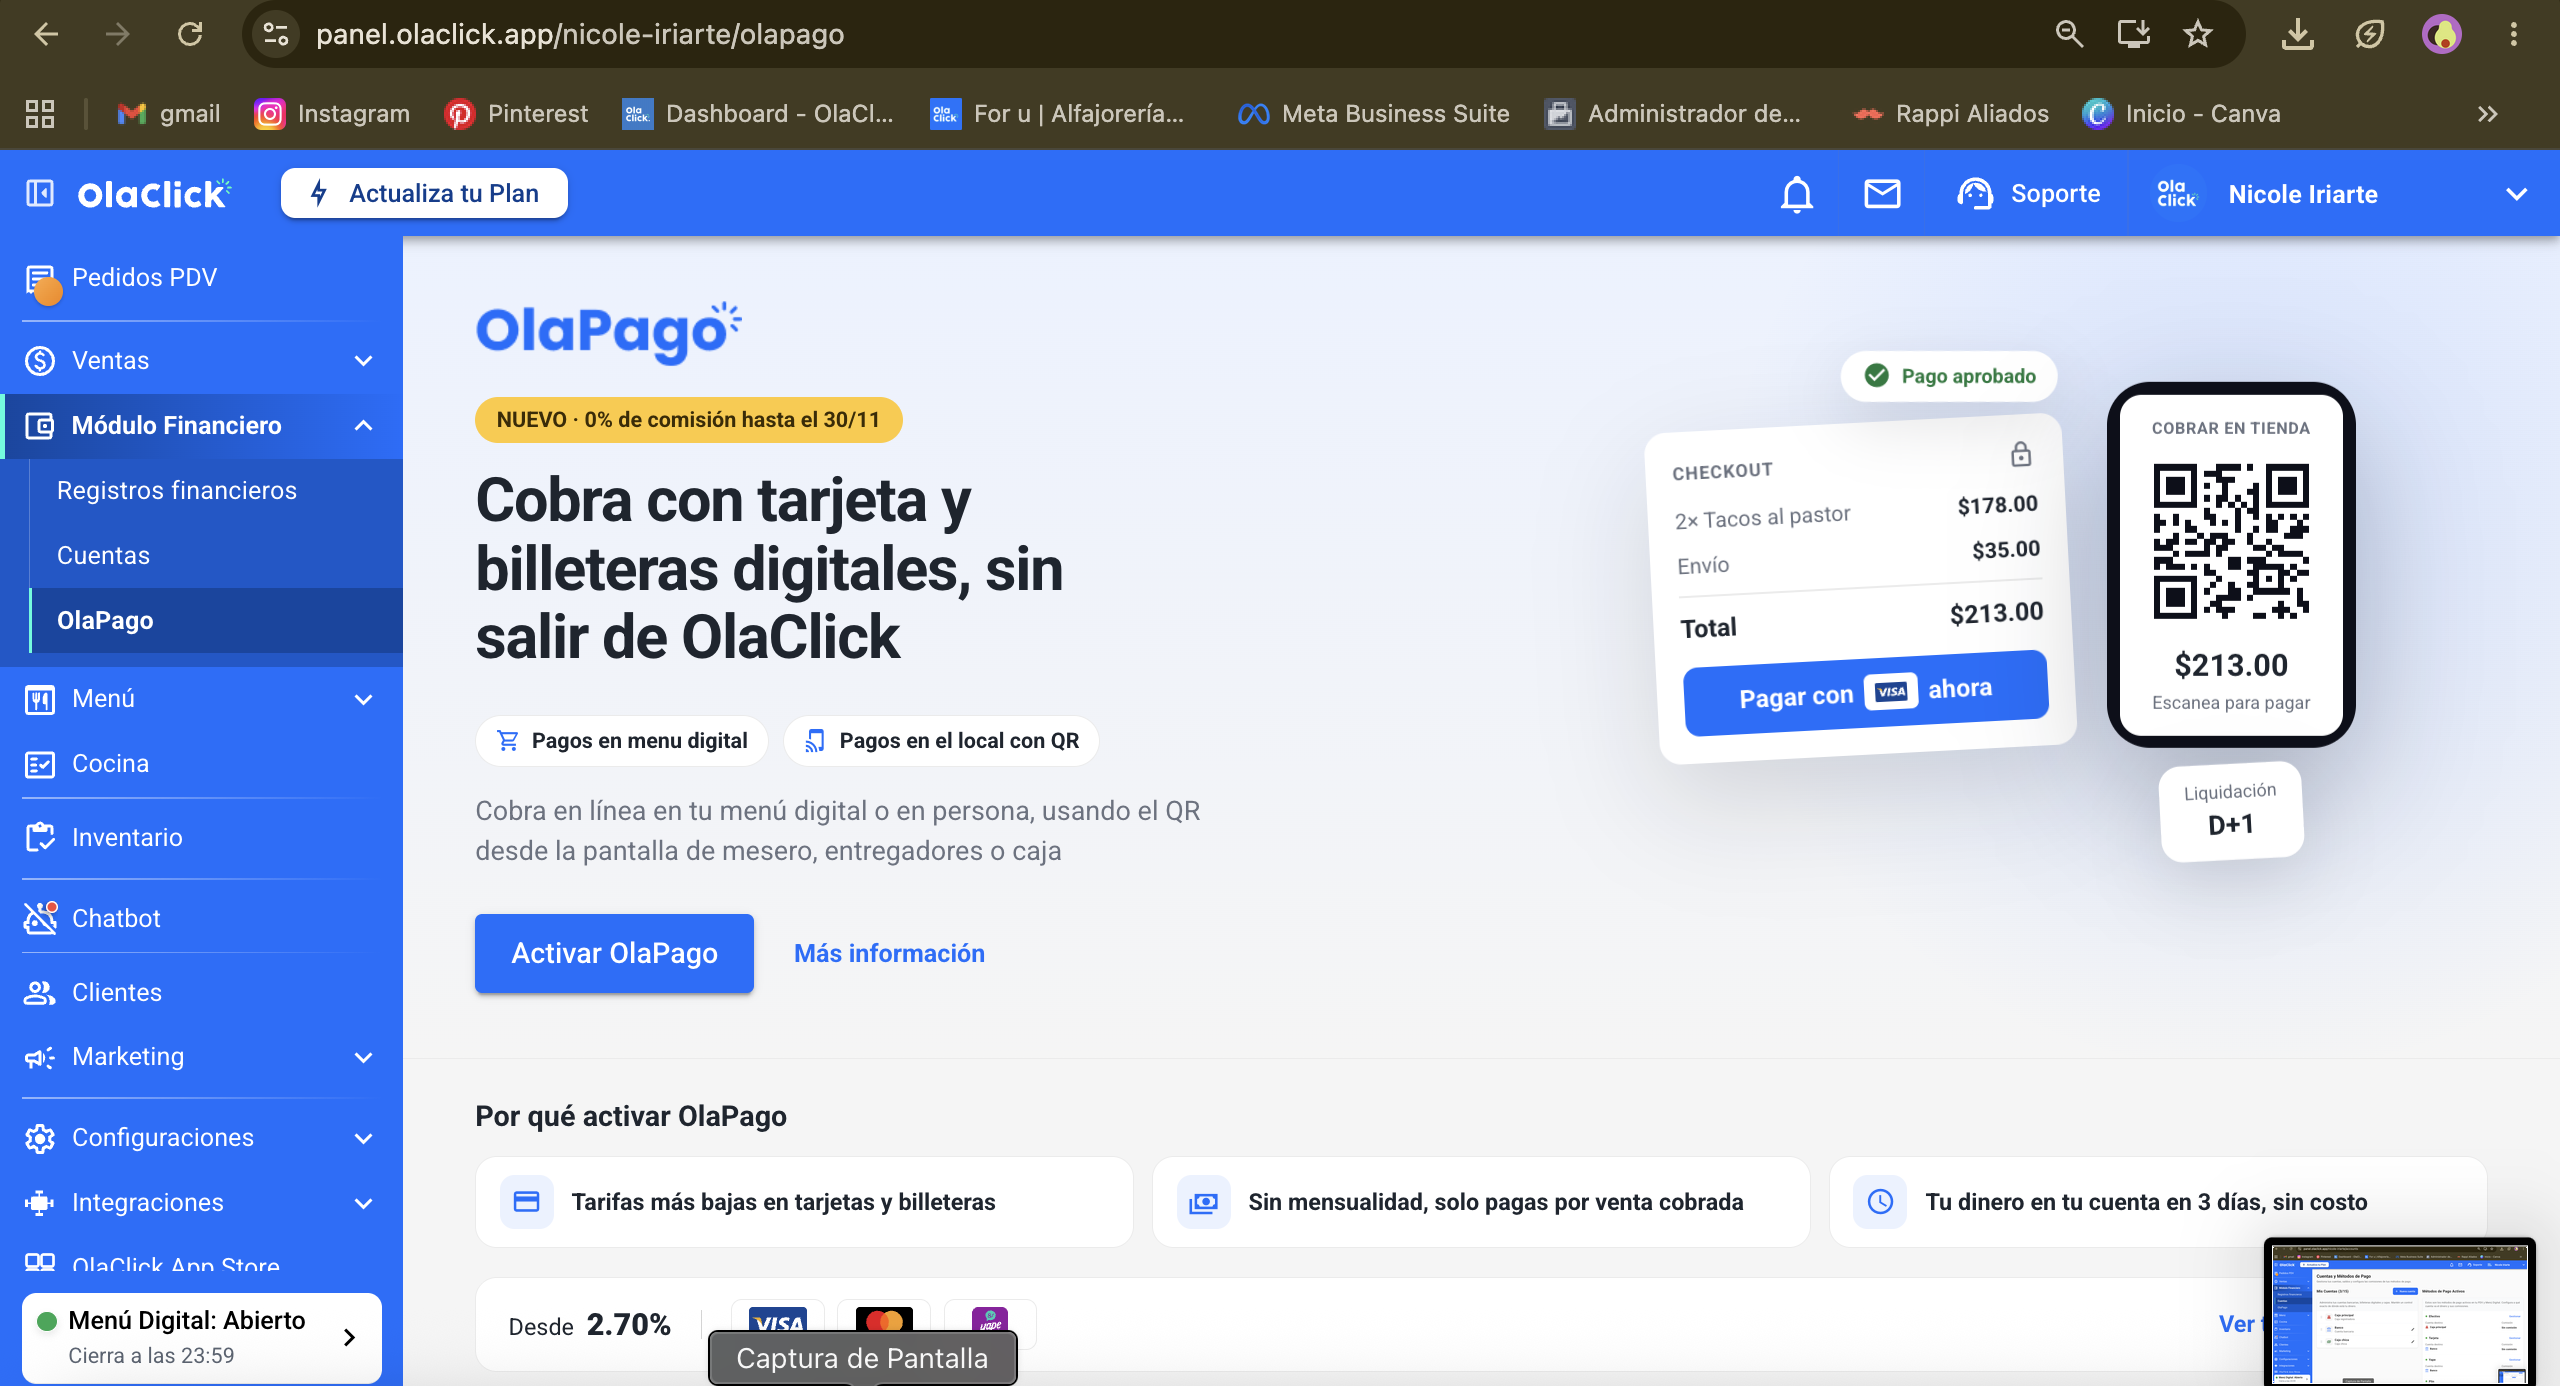 panel.olaclick.app/nicole-iriarte/olapago
gmail
Instagram
Pinterest
Dashboard - OlaCl...
For u | Alfajorería...
Meta Business Suite
Administrador de...
Rappi Aliados
Inicio - Canva
OlaClick
Actualiza tu Plan
Soporte
Ola Click
Nicole Iriarte
Pedidos PDV
Ventas
Módulo Financiero
Registros financieros
Cuentas
OlaPago
Menú
Cocina
Inventario
Chatbot
Clientes
Marketing
Configuraciones
Integraciones
OlaClick App Store
Menú Digital: Abierto
Cierra a las 23:59
OlaPago
NUEVO · 0% de comisión hasta el 30/11
Cobra con tarjeta y
billeteras digitales, sin
salir de OlaClick
Pagos en menu digital
Pagos en el local con QR
Cobra en línea en tu menú digital o en persona, usando el QR
desde la pantalla de mesero, entregadores o caja
Activar OlaPago
Más información
Pago aprobado
CHECKOUT
2× Tacos al pastor $178.00
Envío $35.00
Total $213.00
Pagar con VISA ahora
COBRAR EN TIENDA
$213.00
Escanea para pagar
Liquidación
D+1
Por qué activar OlaPago
Tarifas más bajas en tarjetas y billeteras
Sin mensualidad, solo pagas por venta cobrada
Tu dinero en tu cuenta en 3 días, sin costo
Desde 2.70%
VISA
yape
Ver
Captura de Pantalla
Cuentas y Métodos de Pago